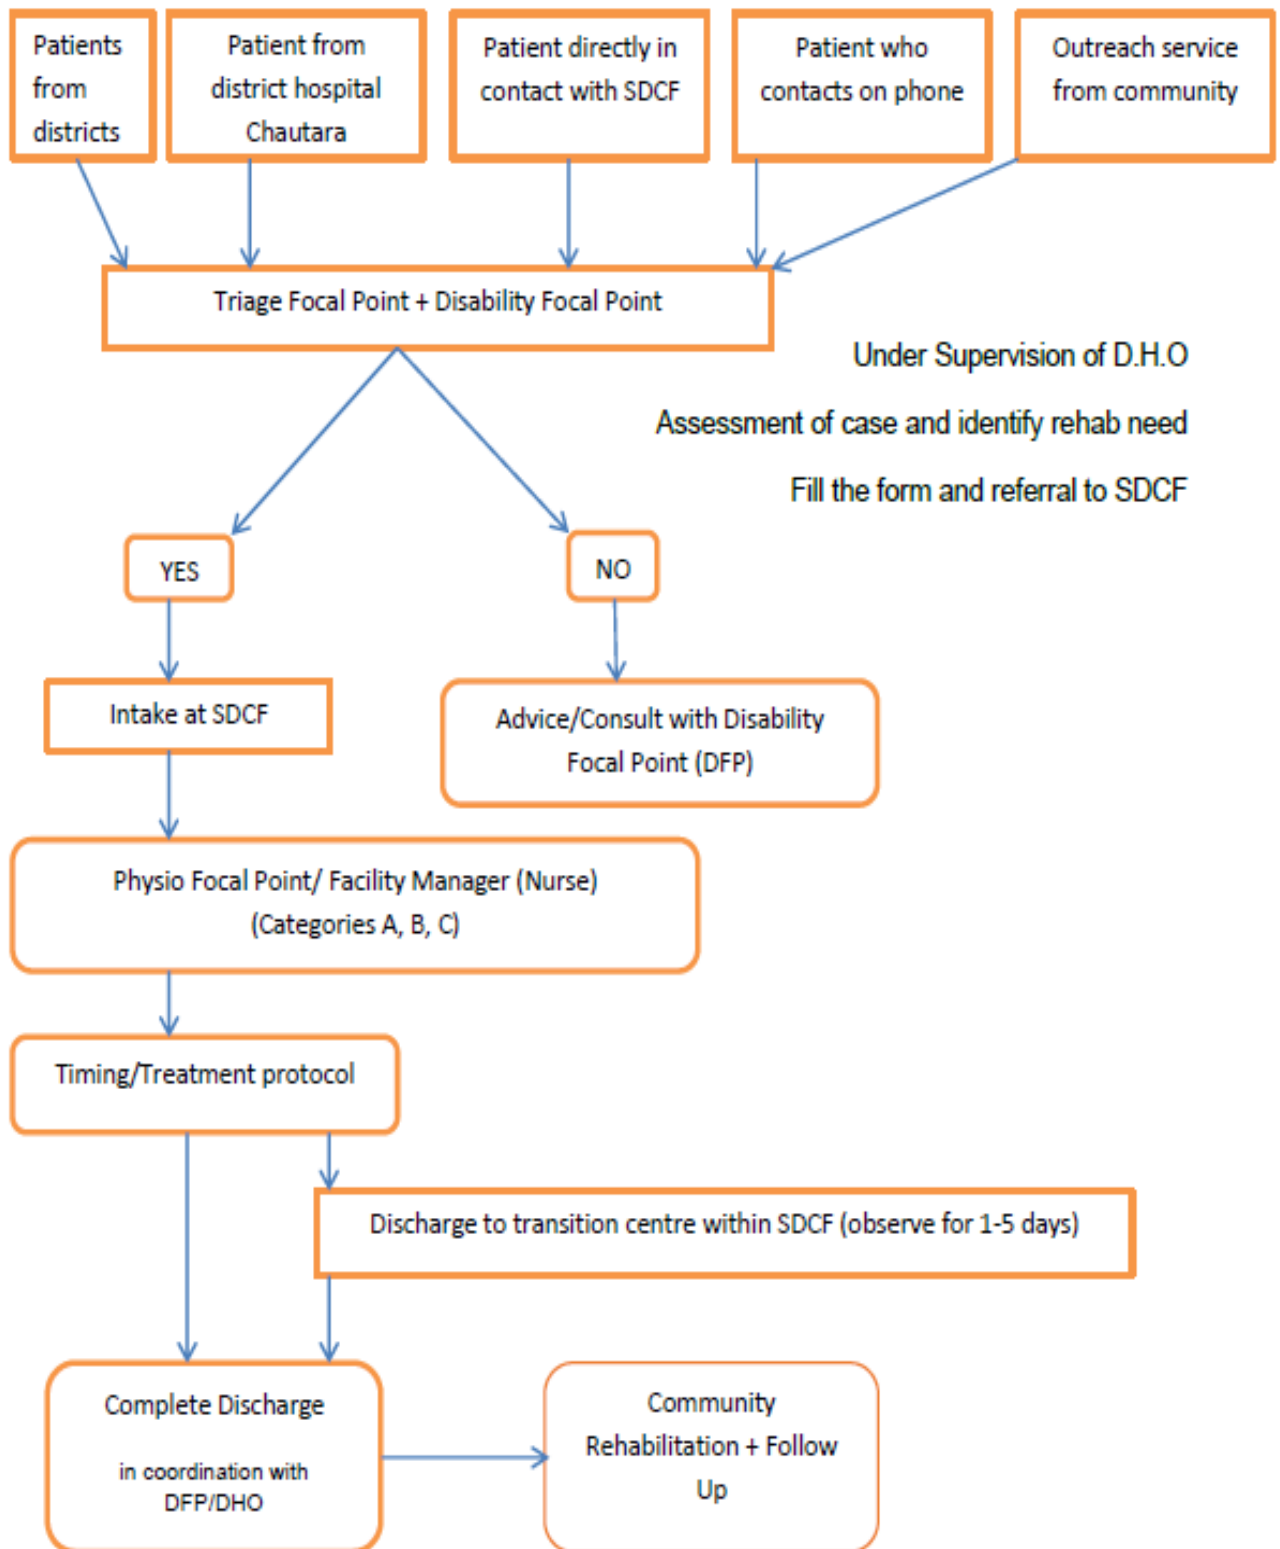 Patients
from
districts
Patient from
district hospital
Chautara
Patient directly in
contact with SDCF
Patient who
contacts on phone
Outreach service
from community
Triage Focal Point + Disability Focal Point
Under Supervision of D.H.O
Assessment of case and identify rehab need
Fill the form and referral to SDCF
YES
NO
Intake at SDCF
Advice/Consult with Disability
Focal Point (DFP)
Physio Focal Point/ Facility Manager (Nurse)
(Categories A, B, C)
Timing/Treatment protocol
Discharge to transition centre within SDCF (observe for 1-5 days)
Complete Discharge
in coordination with
DFP/DHO
Community
Rehabilitation + Follow
Up